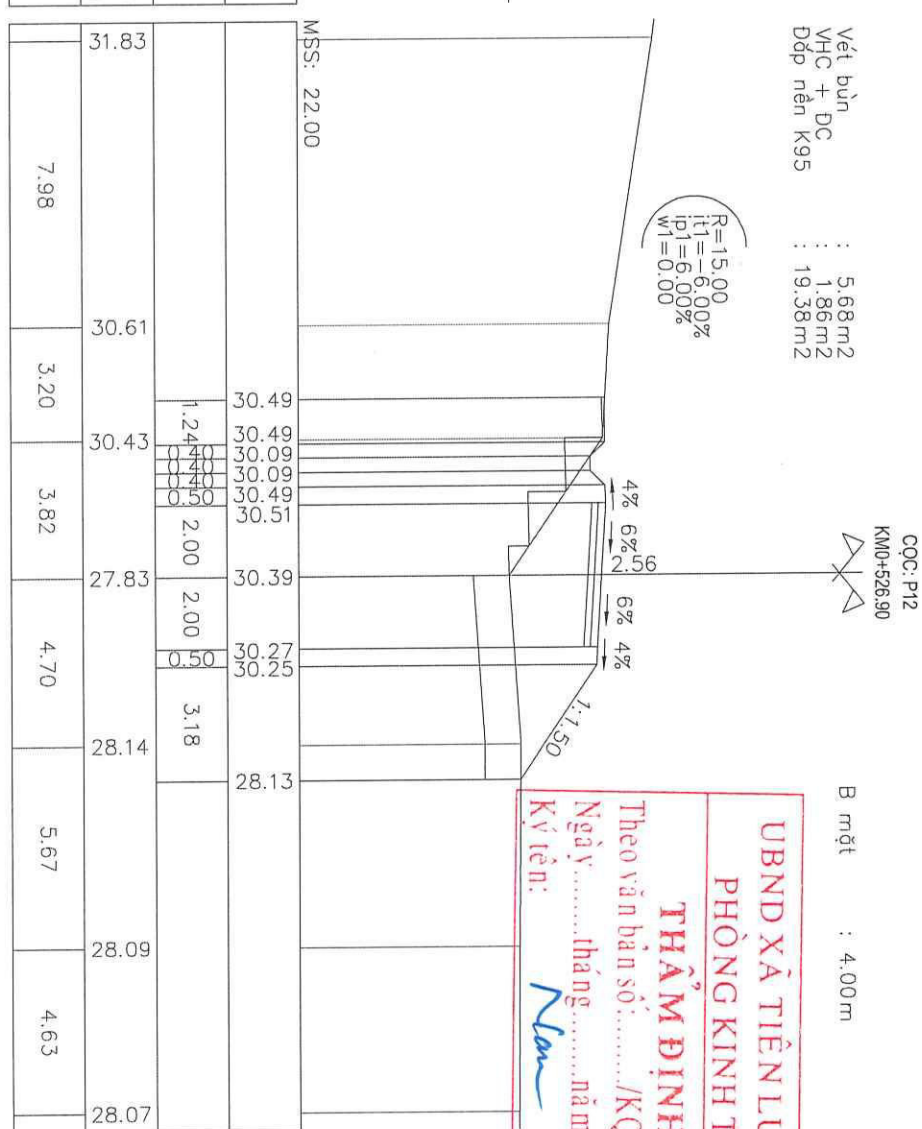 CỌC: P12
KM0+526.90
Vét bùn : 5.68m2
VHC + ĐC : 1.86m2
Đắp nền K95 : 19.38m2
B mặt : 4.00m
R=15.00
it1=-6.00%
ip1=6.00%
w1=0.00
4% 6% 2.56 6% 4%
1:1.50
MSS: 22.00
30.49 30.49 30.09 30.09 30.49 30.51 30.39 30.27 30.25 28.13
1.24 0.40 0.40 0.40 0.50 2.00 2.00 0.50 3.18
31.83 30.61 30.43 27.83 28.14 28.09 28.07
7.98 3.20 3.82 4.70 5.67 4.63
UBND XÃ TIÊN
PHÒNG KINH
THẨM ĐỊNH
Theo văn bản số:......./KQ
Ngày.......tháng.......năm
Ký tên: